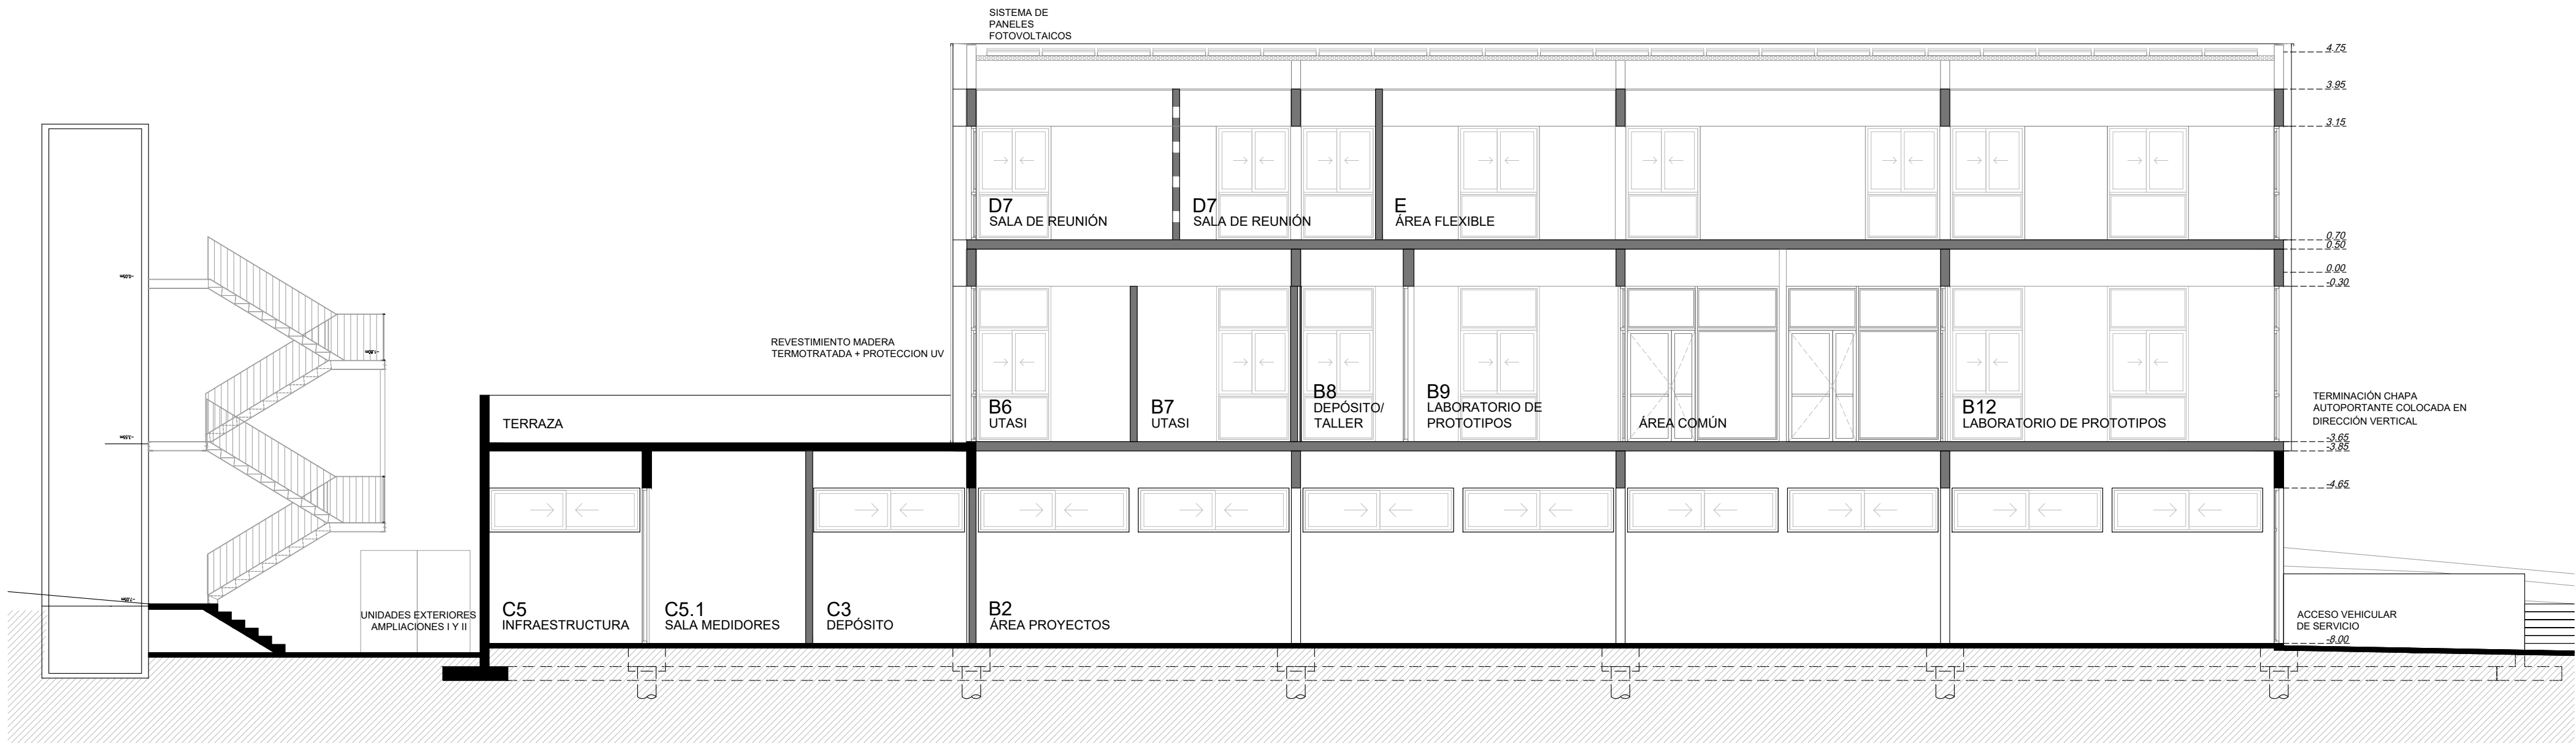 SISTEMA DE
PANELES
FOTOVOLTAICOS
4.75
3.95
3.15
D7
SALA DE REUNIÓN
D7
SALA DE REUNIÓN
E
ÁREA FLEXIBLE
0.70
0.50
0.00
-0.30
REVESTIMIENTO MADERA
TERMOTRATADA + PROTECCION UV
TERRAZA
B6
UTASI
B7
UTASI
B8
DEPÓSITO/
TALLER
B9
LABORATORIO DE
PROTOTIPOS
ÁREA COMÚN
B12
LABORATORIO DE PROTOTIPOS
TERMINACIÓN CHAPA
AUTOPORTANTE COLOCADA EN
DIRECCIÓN VERTICAL
-3.65
-3.85
-4.65
UNIDADES EXTERIORES
AMPLIACIONES I Y II
C5
INFRAESTRUCTURA
C5.1
SALA MEDIDORES
C3
DEPÓSITO
B2
ÁREA PROYECTOS
ACCESO VEHICULAR
DE SERVICIO
-8.00